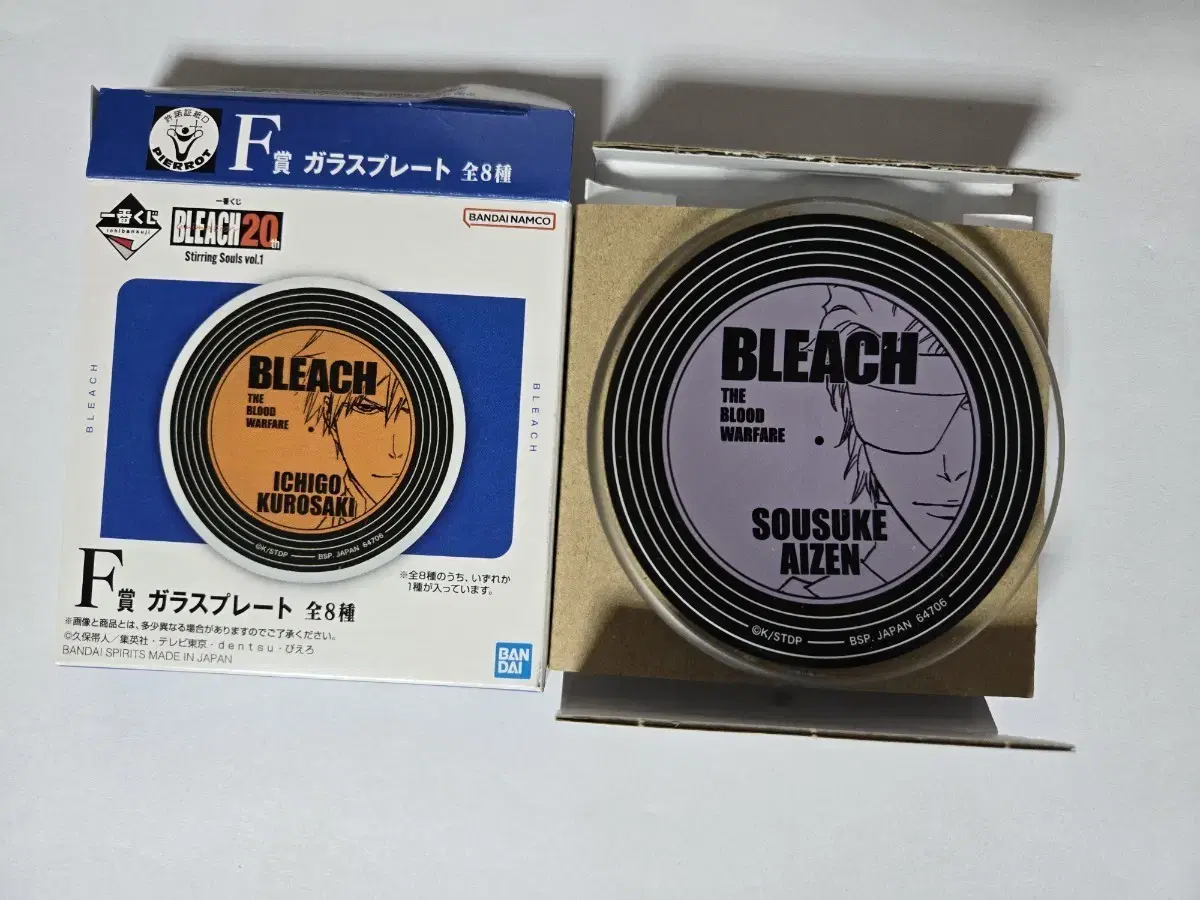 許諾証紙D
PIERROT
F賞 ガラスプレート 全8種
一番くじ
ichibankuji
一番くじ
BLEACH20th
Stirring Souls vol.1
BANDAI NAMCO
BLEACH
THE
BLOOD
WARFARE
ICHIGO
KUROSAKI
©K/STDP
BSP. JAPAN 64706
BLEACH
BLEACH
※全8種のうち、いずれか
1種が入っています。
F賞 ガラスプレート 全8種
※画像と商品とは、多少異なる場合がありますのでご了承ください。
©久保帯人／集英社・テレビ東京・dentsu・ぴえろ
BANDAI SPIRITS MADE IN JAPAN
BAN
DAI
BLEACH
THE
BLOOD
WARFARE
SOUSUKE
AIZEN
©K/STDP
BSP. JAPAN 64706